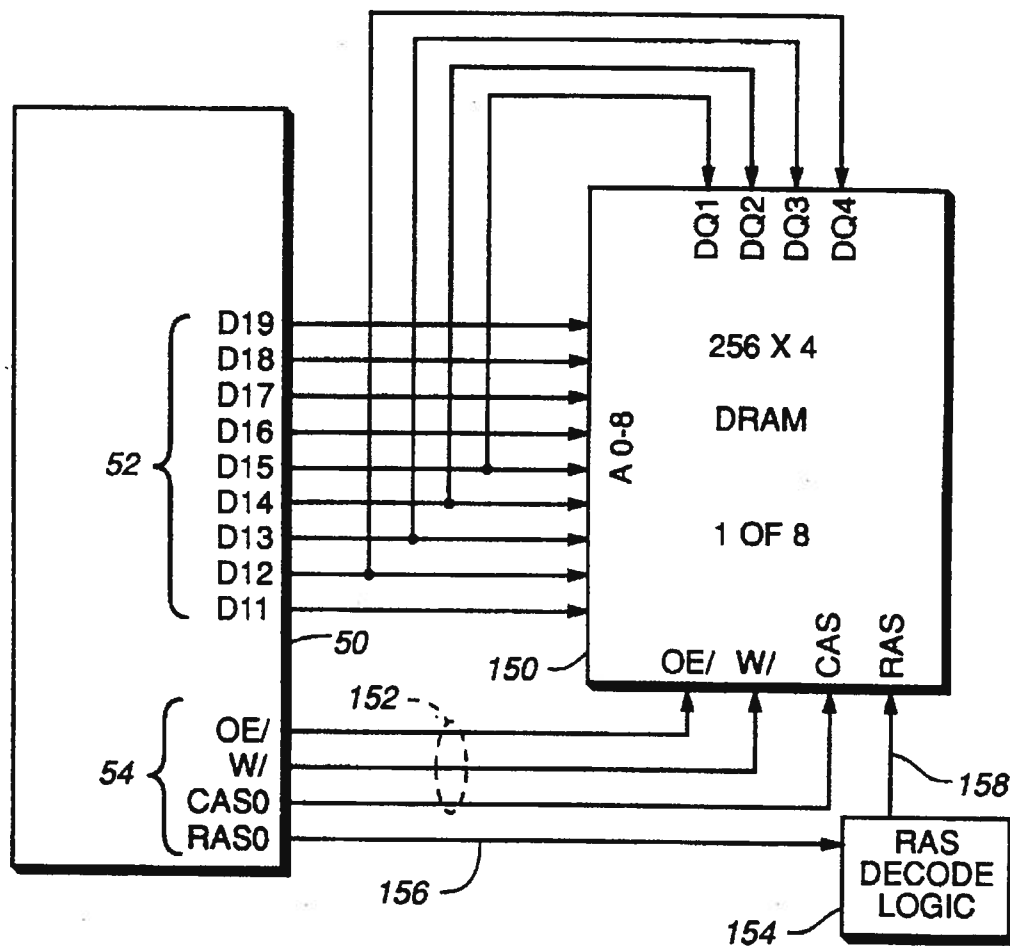 DQ1
DQ2
DQ3
DQ4
D19
D18
D17
D16
D15
D14
D13
D12
D11
52
A 0-8
256 X 4
DRAM
1 OF 8
50
150
OE/
W/
CAS
RAS
152
54
OE/
W/
CAS0
RAS0
156
158
RAS
DECODE
LOGIC
154